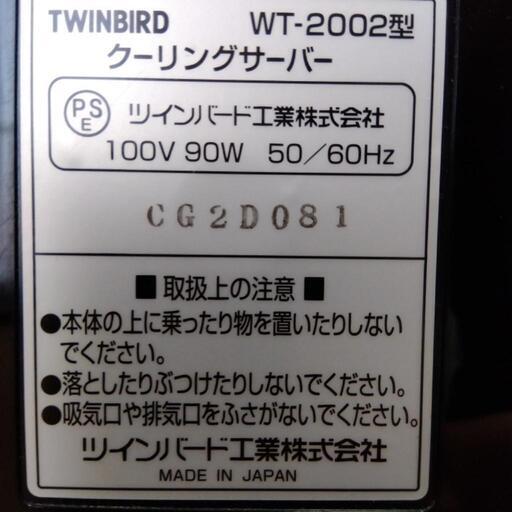 TWINBIRD WT-2002型
クーリングサーバー
PSE ツインバード工業株式会社
100V 90W 50/60Hz
CG2D081
■取扱上の注意■
●本体の上に乗ったり物を置いたりしない
でください。
●落としたりぶつけたりしないでください。
●吸気口や排気口をふさがないでください。
ツインバード工業株式会社
MADE IN JAPAN